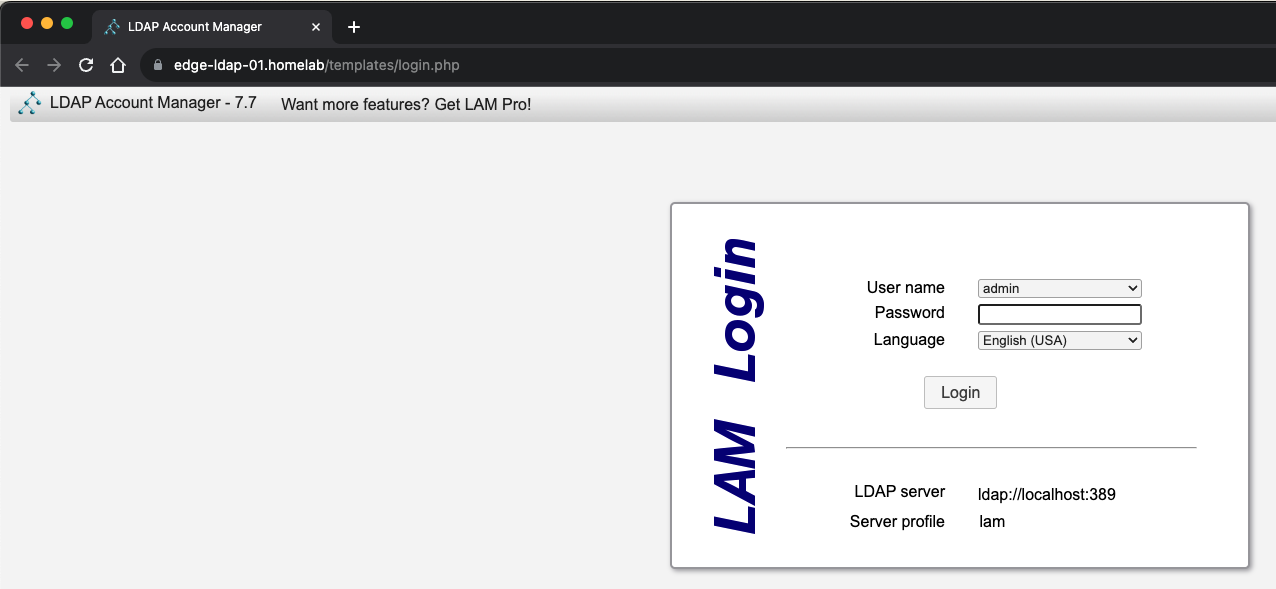 LDAP Account Manager
edge-ldap-01.homelab/templates/login.php
LDAP Account Manager - 7.7 Want more features? Get LAM Pro!
LAM Login
User name admin
Password
Language English (USA)
Login
LDAP server ldap://localhost:389
Server profile lam